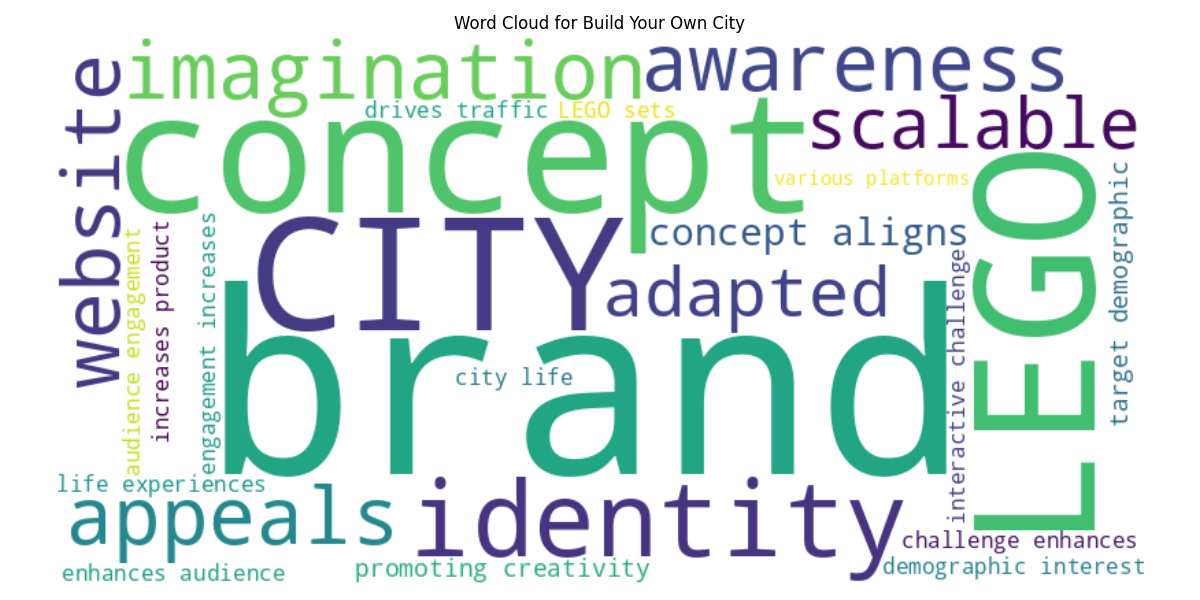 Word Cloud for Build Your Own City
imagination
awareness
website
drives traffic
LEGO sets
concept
scalable
various platforms
LEGO
target demographic
CITY
concept aligns
adapted
audience engagement
increases product
engagement increases
brand
city life
interactive challenge
life experiences
appeals
identity
challenge enhances
enhances audience
promoting creativity
demographic interest